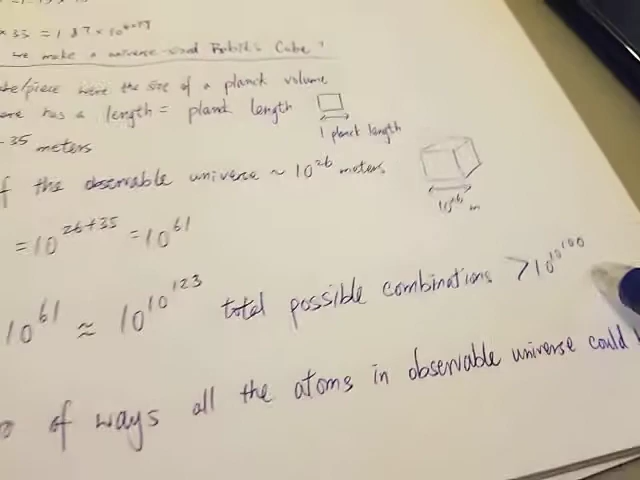 × 35 = 1.87 × 10
we make a universe-sized Rubik's Cube?
piece were the size of a planck volume
has a length = planck length
1 planck length
-35 meters
f the observable universe ~ 10^26 meters
10^26 m
= 10^26+35 = 10^61
10^61 ≈ 10^10^123 total possible combinations > 10^10^100
of ways all the atoms in observable universe could